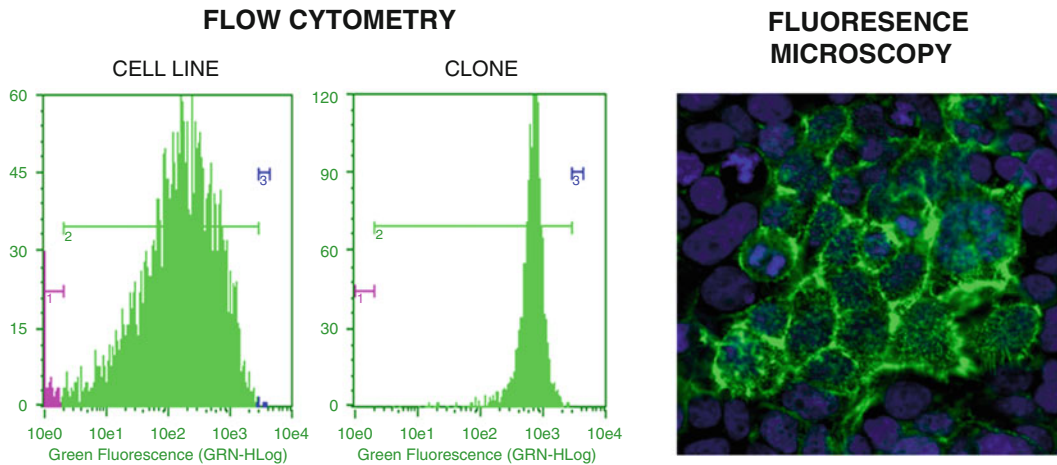 FLOW CYTOMETRY
CELL LINE
60
45
30
15
0
1
2
3
10e0 10e1 10e2 10e3 10e4
Green Fluorescence (GRN-HLog)
CLONE
120
90
60
30
0
1
2
3
10e0 10e1 10e2 10e3 10e4
Green Fluorescence (GRN-HLog)
FLUORESENCE
MICROSCOPY